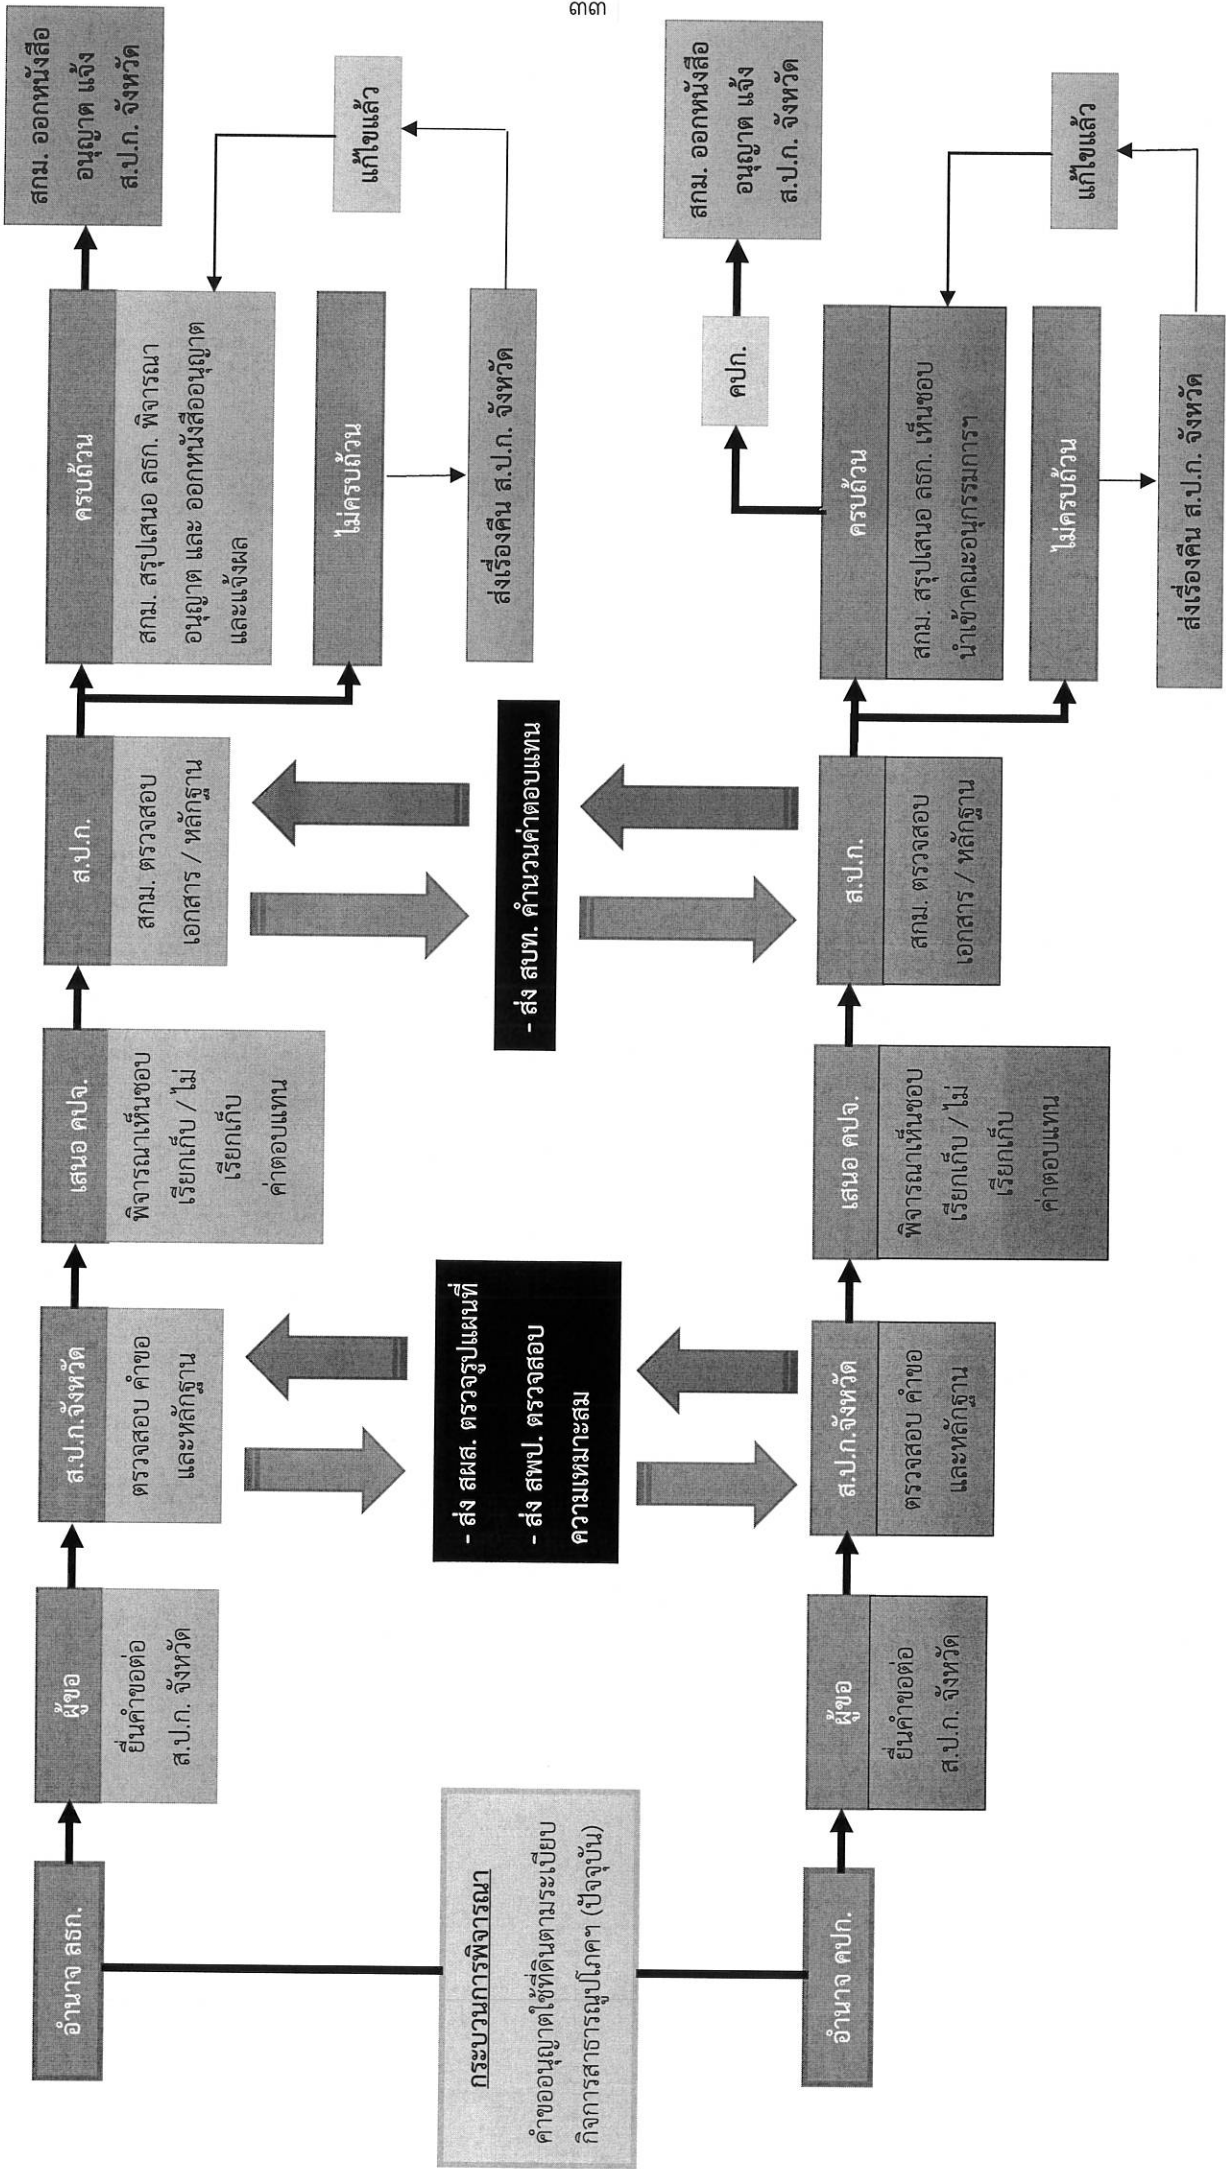 ๓๓
กระบวนการพิจารณา
คำขออนุญาตใช้ที่ดินตามระเบียบ
กิจการสาธารณูปโภคฯ (ปัจจุบัน)
อำนาจ ลธก.
ผู้ขอ
ยื่นคำขอต่อ
ส.ป.ก. จังหวัด
ส.ป.ก.จังหวัด
ตรวจสอบ คำขอ
และหลักฐาน
เสนอ คปจ.
พิจารณาเห็นชอบ
เรียกเก็บ / ไม่
เรียกเก็บ
ค่าตอบแทน
ส.ป.ก.
สกม. ตรวจสอบ
เอกสาร / หลักฐาน
ครบถ้วน
สกม. สรุปเสนอ ลธก. พิจารณา
อนุญาต และ ออกหนังสืออนุญาต
และแจ้งผล
ไม่ครบถ้วน
ส่งเรื่องคืน ส.ป.ก. จังหวัด
แก้ไขแล้ว
สกม. ออกหนังสือ
อนุญาต แจ้ง
ส.ป.ก. จังหวัด
- ส่ง สผส. ตรวจรูปแผนที่
- ส่ง สพป. ตรวจสอบ
ความเหมาะสม
- ส่ง สบท. คำนวนค่าตอบแทน
อำนาจ คปก.
ผู้ขอ
ยื่นคำขอต่อ
ส.ป.ก. จังหวัด
ส.ป.ก.จังหวัด
ตรวจสอบ คำขอ
และหลักฐาน
เสนอ คปจ.
พิจารณาเห็นชอบ
เรียกเก็บ / ไม่
เรียกเก็บ
ค่าตอบแทน
ส.ป.ก.
สกม. ตรวจสอบ
เอกสาร / หลักฐาน
ครบถ้วน
สกม. สรุปเสนอ ลธก. เห็นชอบ
นำเข้าคณะอนุกรรมการฯ
ไม่ครบถ้วน
ส่งเรื่องคืน ส.ป.ก. จังหวัด
แก้ไขแล้ว
คปก.
สกม. ออกหนังสือ
อนุญาต แจ้ง
ส.ป.ก. จังหวัด